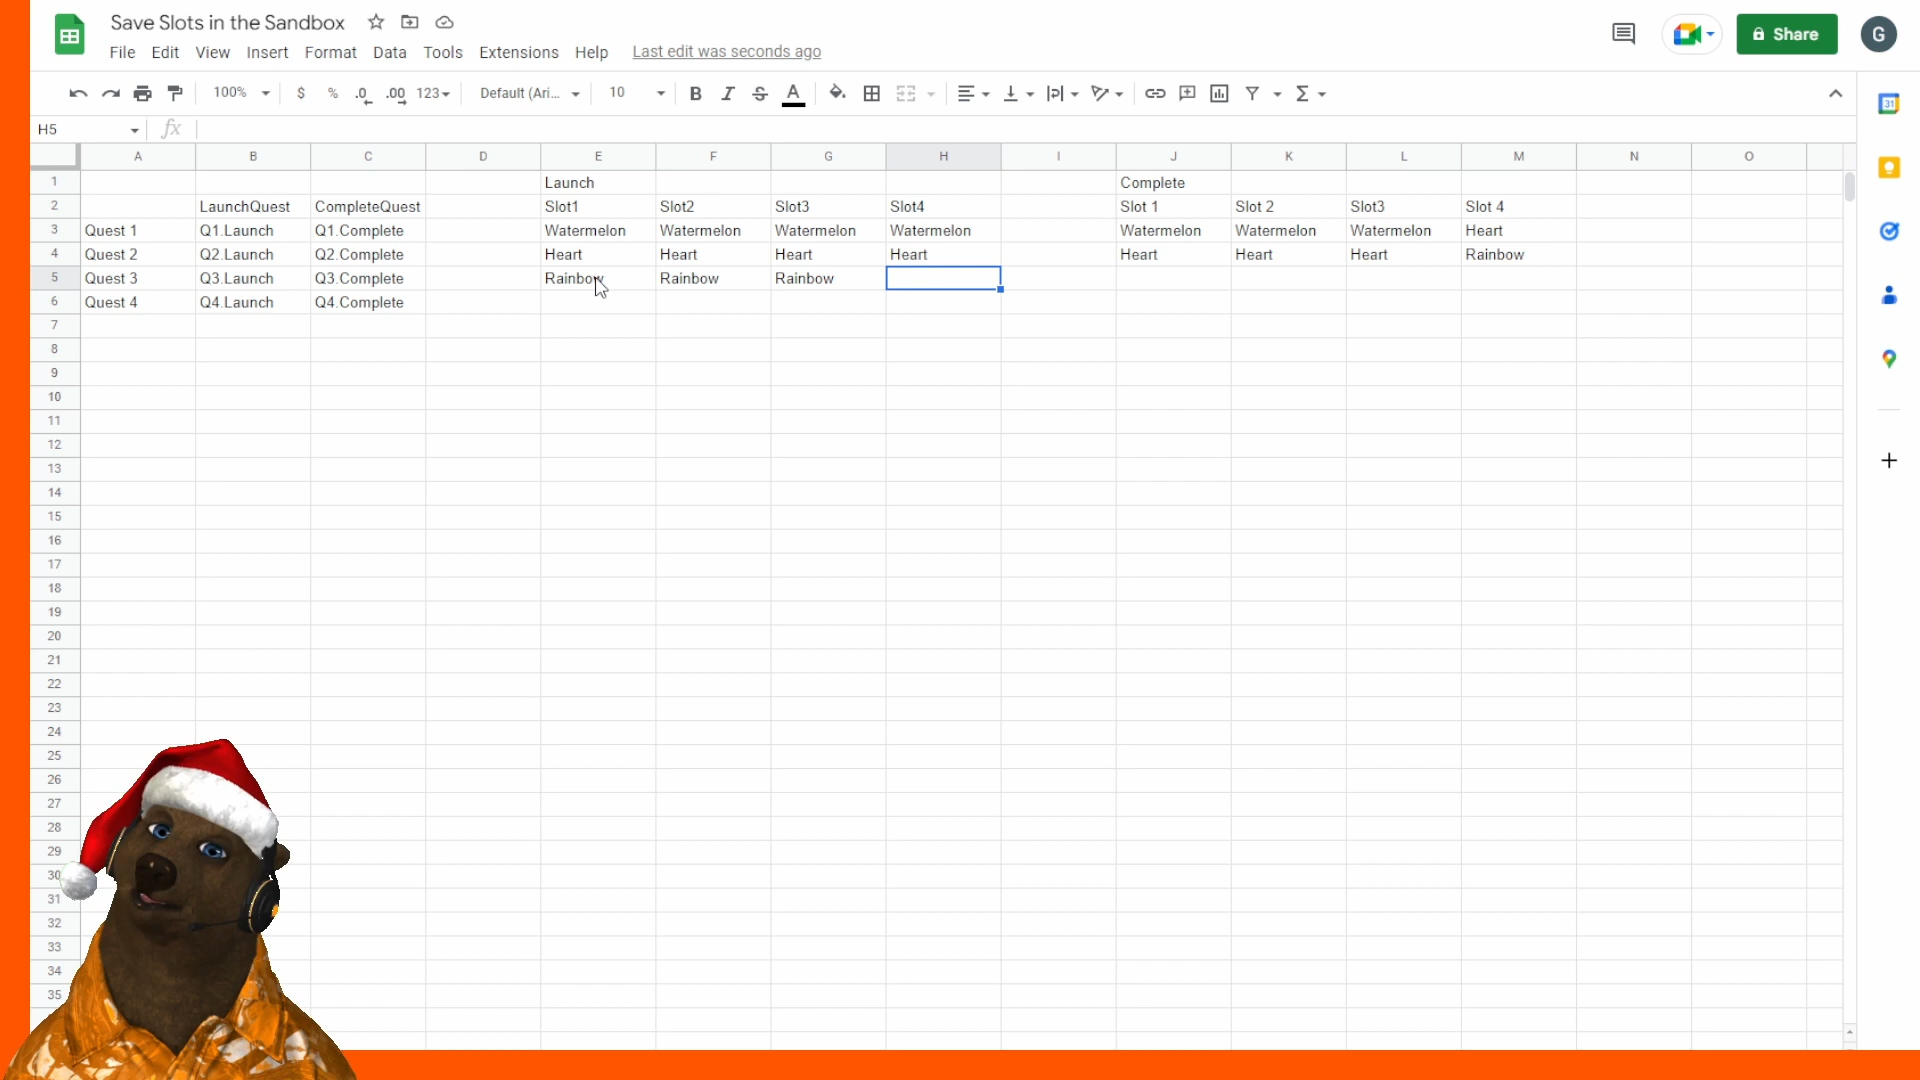 Save Slots in the Sandbox
File Edit View Insert Format Data Tools Extensions Help Last edit was seconds ago
Share
G
100% $ % .0 .00 123 Default (Ari... 10 B I S A
H5 fx
A B C D E F G H I J K L M N O
1 Launch Complete
2 LaunchQuest CompleteQuest Slot1 Slot2 Slot3 Slot4 Slot 1 Slot 2 Slot3 Slot 4
3 Quest 1 Q1.Launch Q1.Complete Watermelon Watermelon Watermelon Watermelon Watermelon Watermelon Watermelon Heart
4 Quest 2 Q2.Launch Q2.Complete Heart Heart Heart Heart Heart Heart Heart Rainbow
5 Quest 3 Q3.Launch Q3.Complete Rainbow Rainbow Rainbow
6 Quest 4 Q4.Launch Q4.Complete
7
8
9
10
11
12
13
14
15
16
17
18
19
20
21
22
23
24
25
26
27
28
29
30
31
32
33
34
35
31